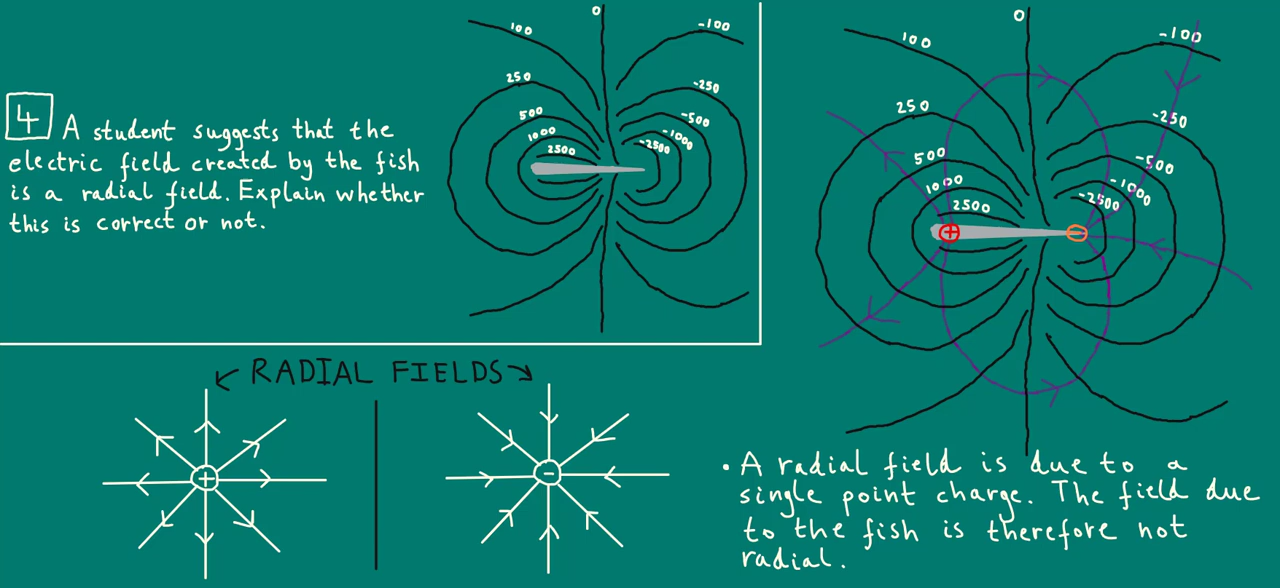 4 A student suggests that the
electric field created by the fish
is a radial field. Explain whether
this is correct or not.
0
100
-100
250
-250
500
-500
1000
-1000
2500
-2500
0
100
-100
250
-250
500
-500
1000
-1000
2500
-2500
+
-
RADIAL FIELDS
+
-
• A radial field is due to a
single point charge. The field due
to the fish is therefore not
radial.